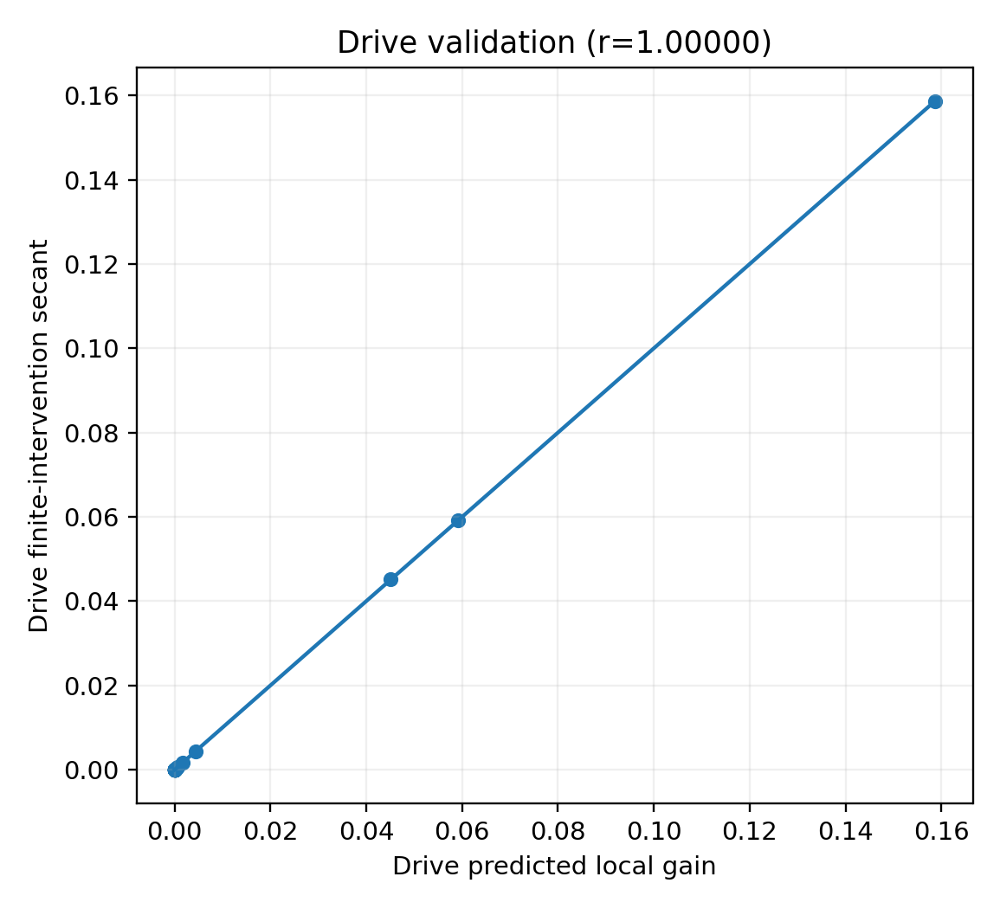 Drive validation (r=1.00000)
0.16
0.14
0.12
0.10
0.08
0.06
0.04
0.02
0.00
Drive finite-intervention secant
0.00 0.02 0.04 0.06 0.08 0.10 0.12 0.14 0.16
Drive predicted local gain